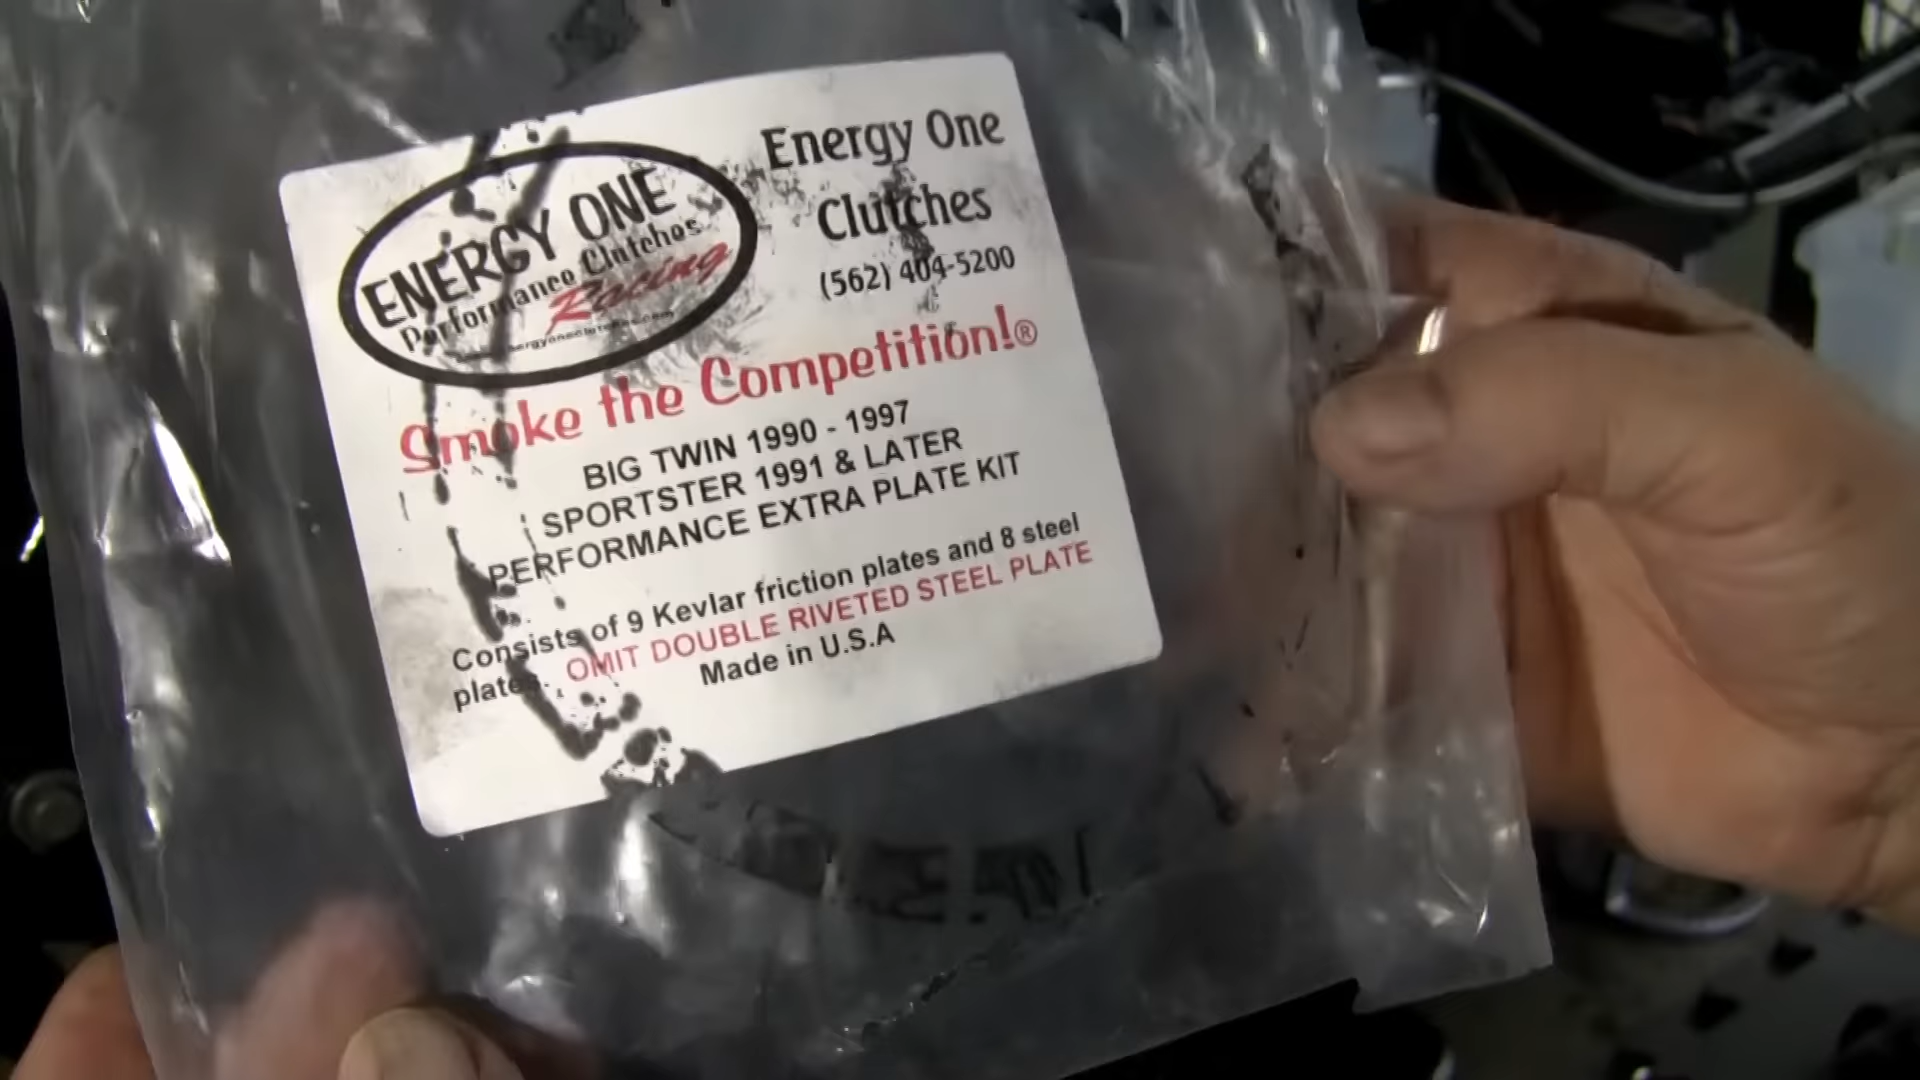 ENERGY ONE
Performance Clutches
Racing
Energy One
Clutches
(562) 404-5200
Smoke the Competition!®
BIG TWIN 1990 - 1997
SPORTSTER 1991 & LATER
PERFORMANCE EXTRA PLATE KIT
Consists of 9 Kevlar friction plates and 8 steel
plates. OMIT DOUBLE RIVETED STEEL PLATE
Made in U.S.A